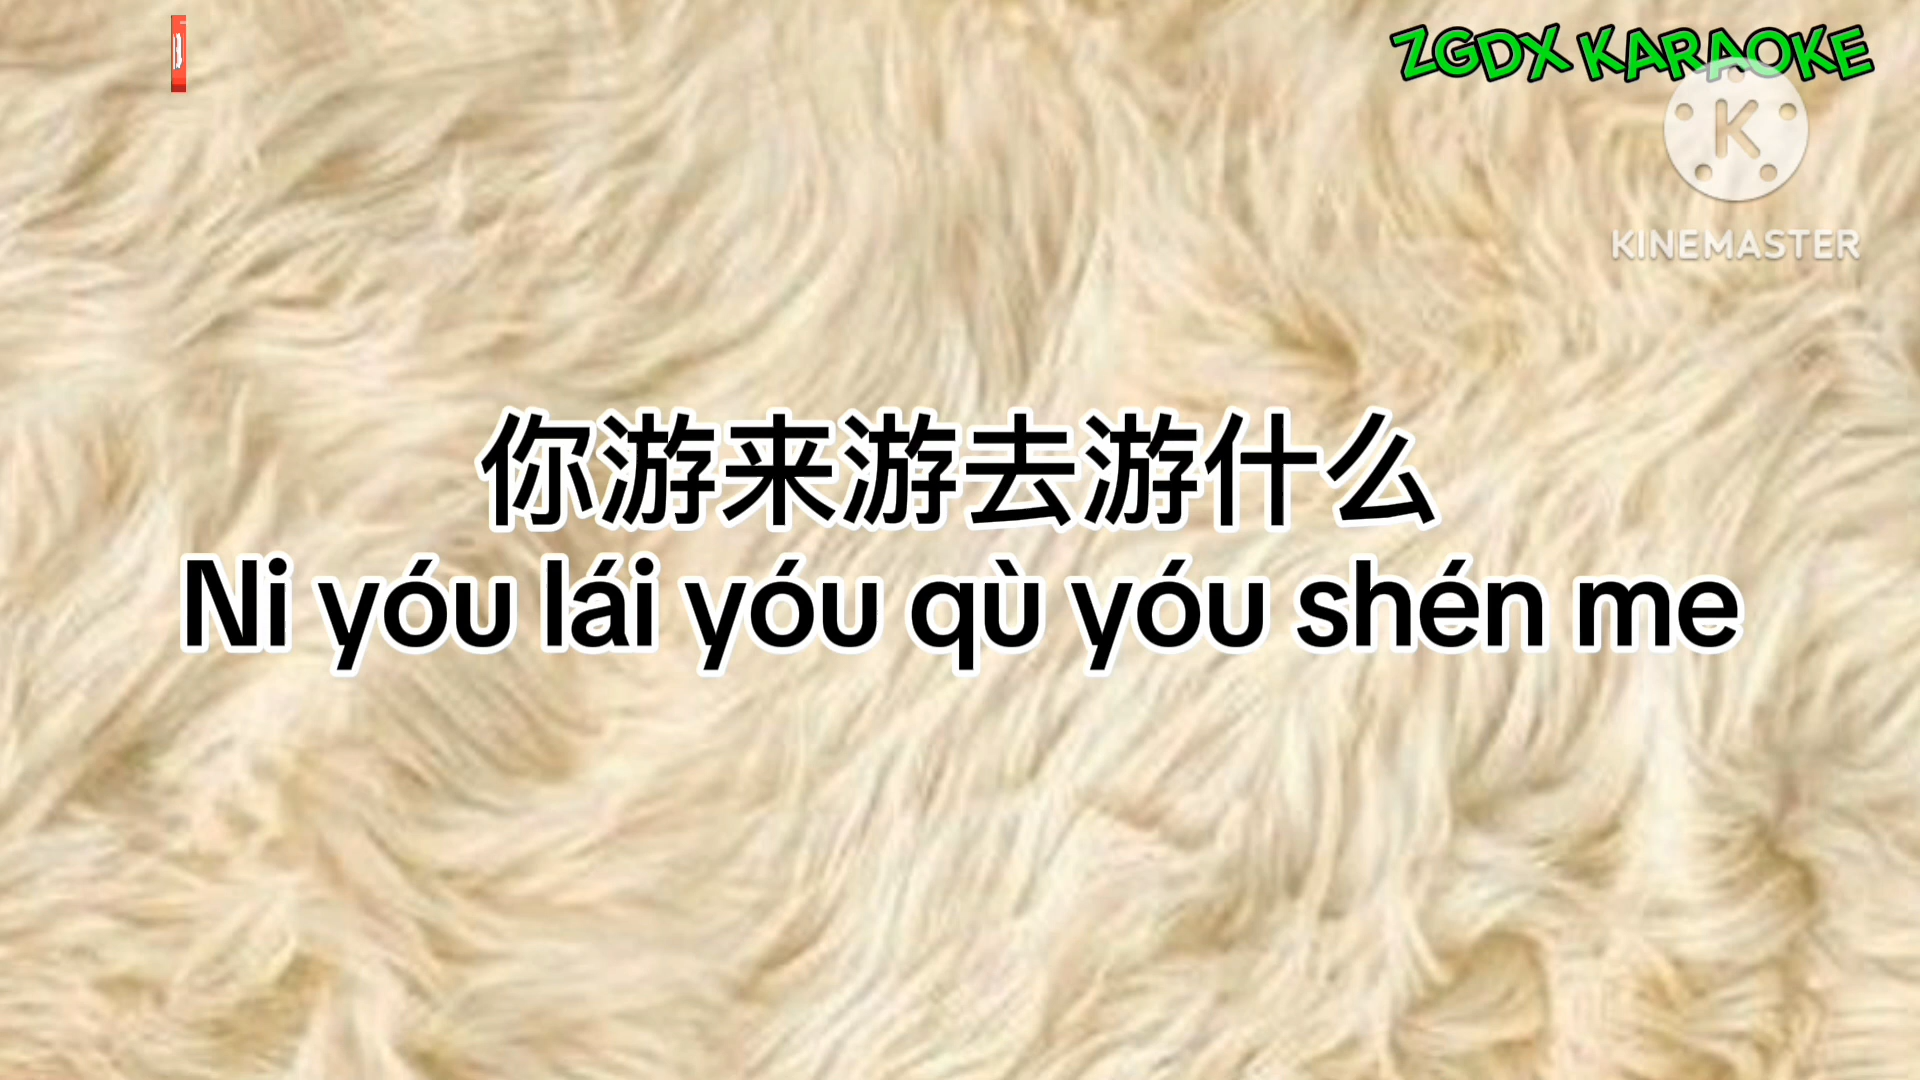 ZGDX KARAOKE
KINEMASTER
你游来游去游什么
Ni yóu lái yóu qù yóu shén me